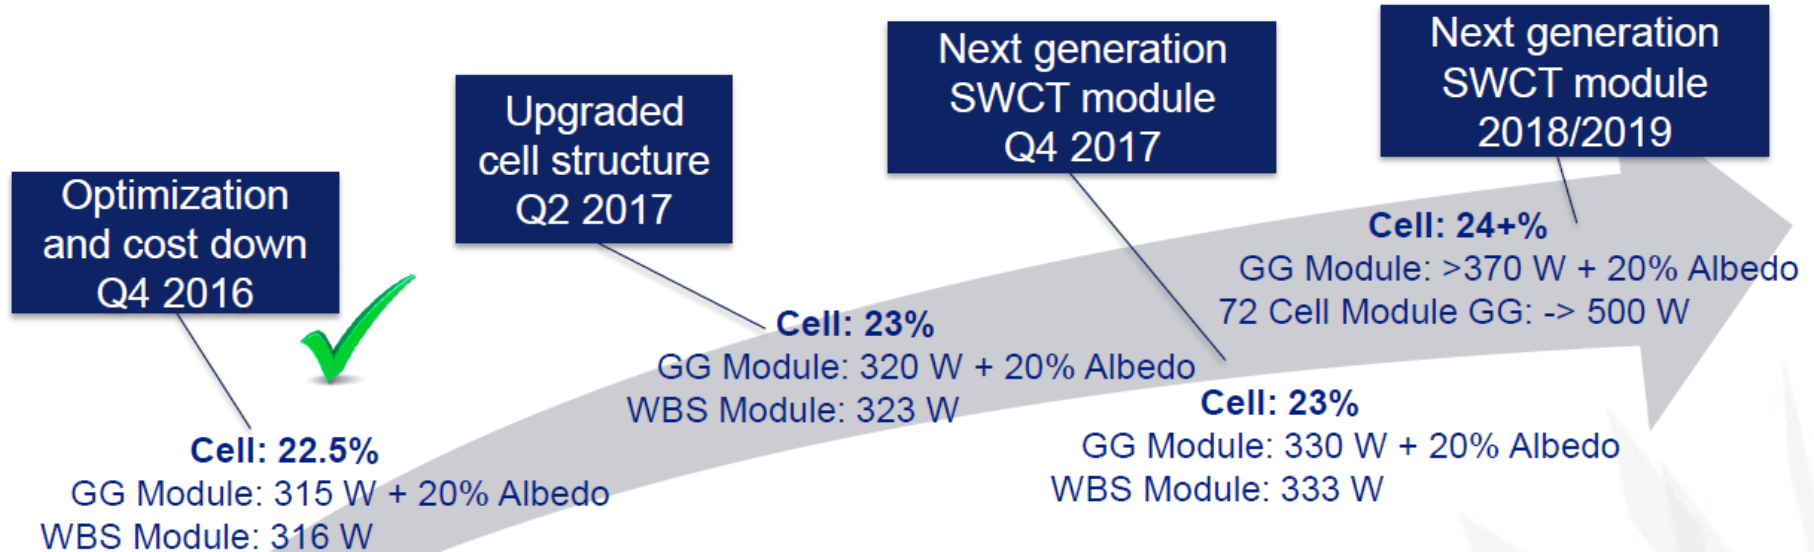 Optimization
and cost down
Q4 2016
Cell: 22.5%
GG Module: 315 W + 20% Albedo
WBS Module: 316 W
Upgraded
cell structure
Q2 2017
Cell: 23%
GG Module: 320 W + 20% Albedo
WBS Module: 323 W
Next generation
SWCT module
Q4 2017
Cell: 23%
GG Module: 330 W + 20% Albedo
WBS Module: 333 W
Next generation
SWCT module
2018/2019
Cell: 24+%
GG Module: >370 W + 20% Albedo
72 Cell Module GG: -> 500 W